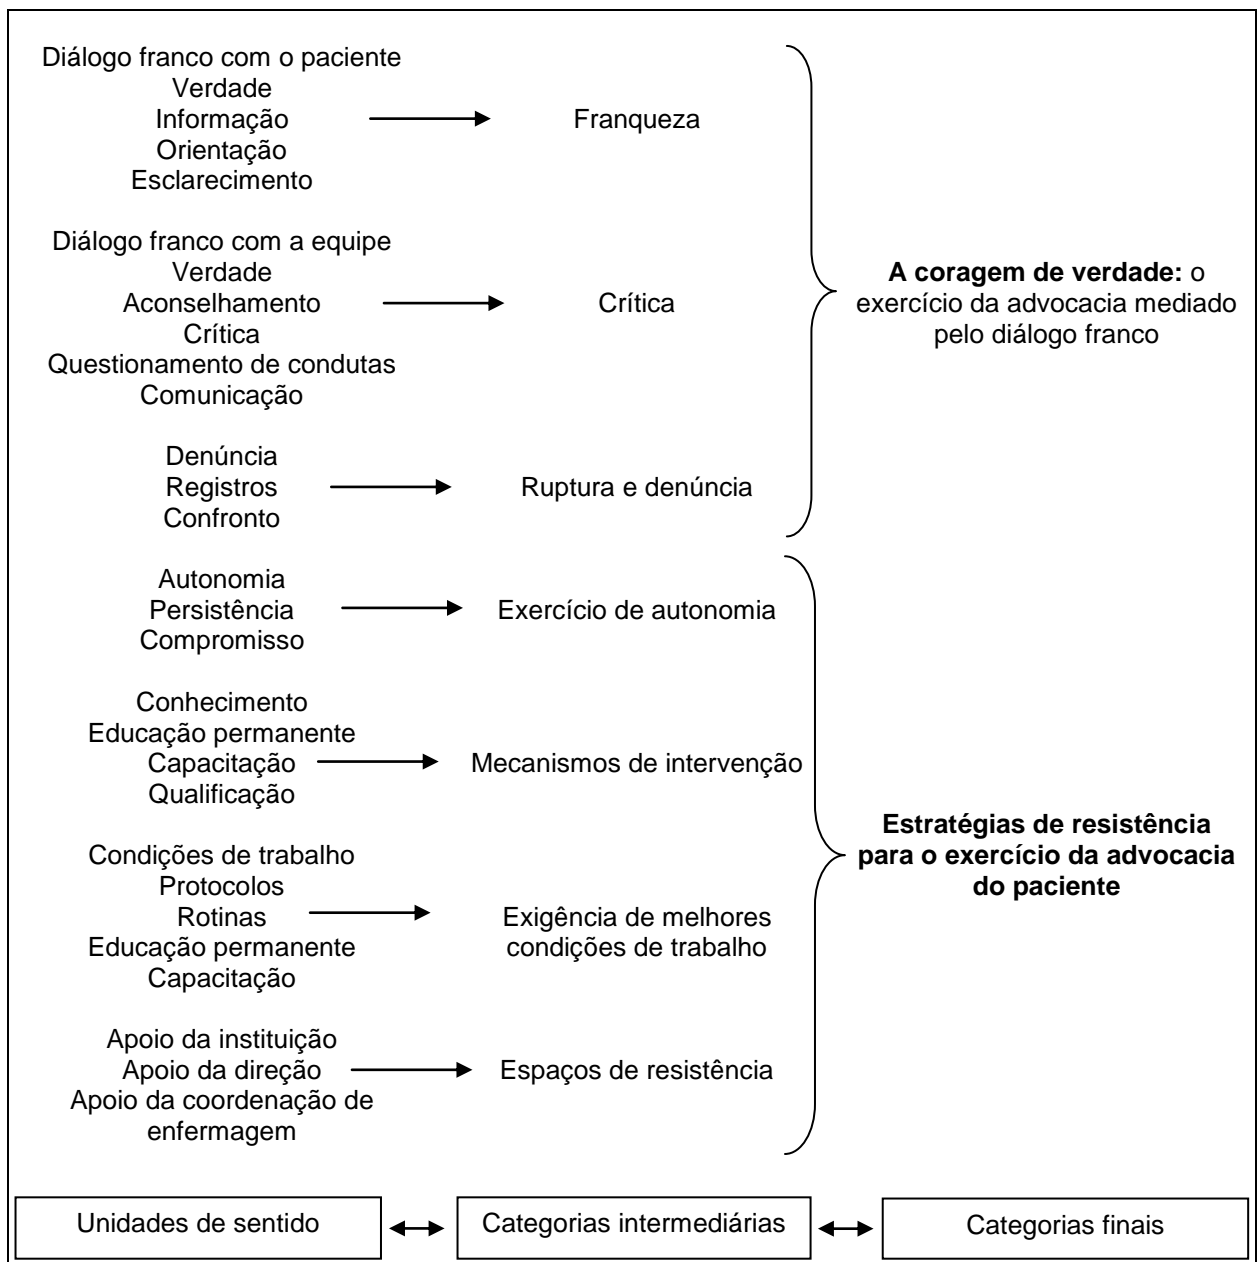 Diálogo franco com o paciente
Verdade
Informação
Orientação
Esclarecimento
Franqueza
Diálogo franco com a equipe
Verdade
Aconselhamento
Crítica
Questionamento de condutas
Comunicação
Crítica
Denúncia
Registros
Confronto
Ruptura e denúncia
A coragem de verdade: o
exercício da advocacia mediado
pelo diálogo franco
Autonomia
Persistência
Compromisso
Exercício de autonomia
Conhecimento
Educação permanente
Capacitação
Qualificação
Mecanismos de intervenção
Condições de trabalho
Protocolos
Rotinas
Educação permanente
Capacitação
Exigência de melhores
condições de trabalho
Apoio da instituição
Apoio da direção
Apoio da coordenação de
enfermagem
Espaços de resistência
Estratégias de resistência
para o exercício da advocacia
do paciente
Unidades de sentido
Categorias intermediárias
Categorias finais